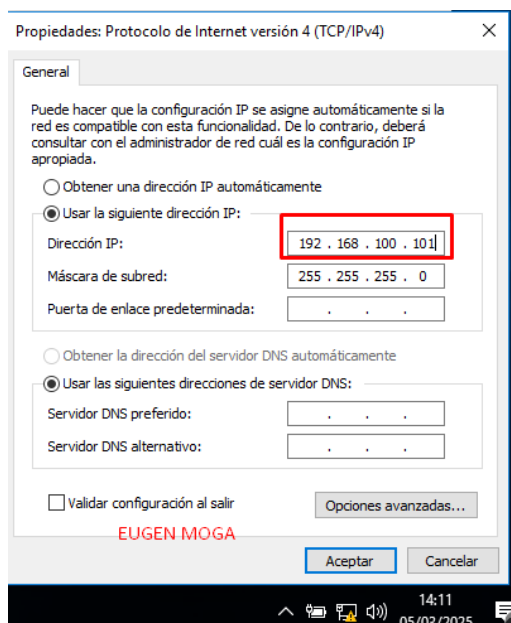 Propiedades: Protocolo de Internet versión 4 (TCP/IPv4)
General
Puede hacer que la configuración IP se asigne automáticamente si la
red es compatible con esta funcionalidad. De lo contrario, deberá
consultar con el administrador de red cuál es la configuración IP
apropiada.
Obtener una dirección IP automáticamente
Usar la siguiente dirección IP:
Dirección IP: 192 . 168 . 100 . 101
Máscara de subred: 255 . 255 . 255 . 0
Puerta de enlace predeterminada: . . .
Obtener la dirección del servidor DNS automáticamente
Usar las siguientes direcciones de servidor DNS:
Servidor DNS preferido: . . .
Servidor DNS alternativo: . . .
Validar configuración al salir Opciones avanzadas...
EUGEN MOGA
Aceptar Cancelar
14:11
05/03/2025